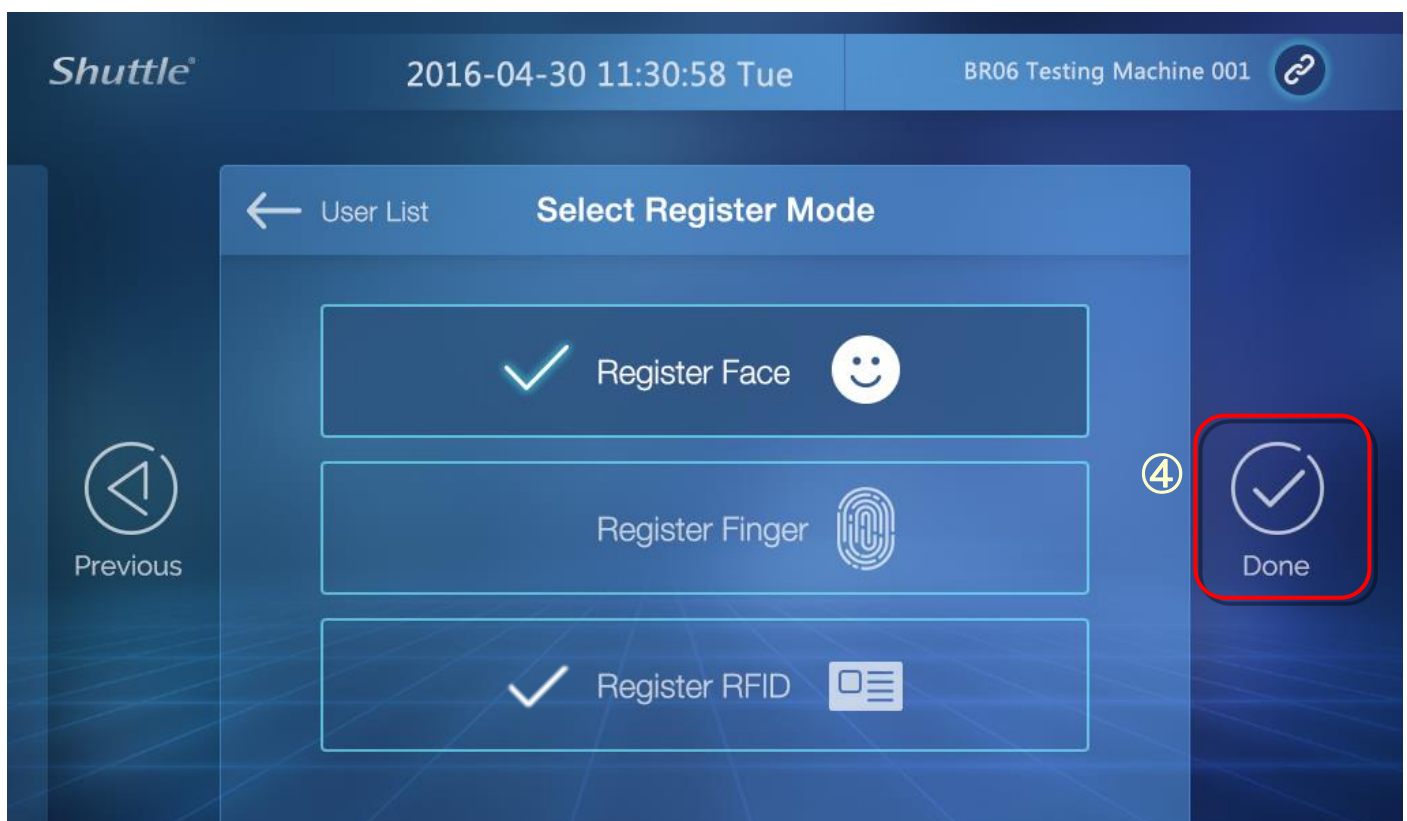 Shuttle®
2016-04-30 11:30:58 Tue
BR06 Testing Machine 001
User List
Select Register Mode
Register Face
Register Finger
④
Previous
Done
Register RFID